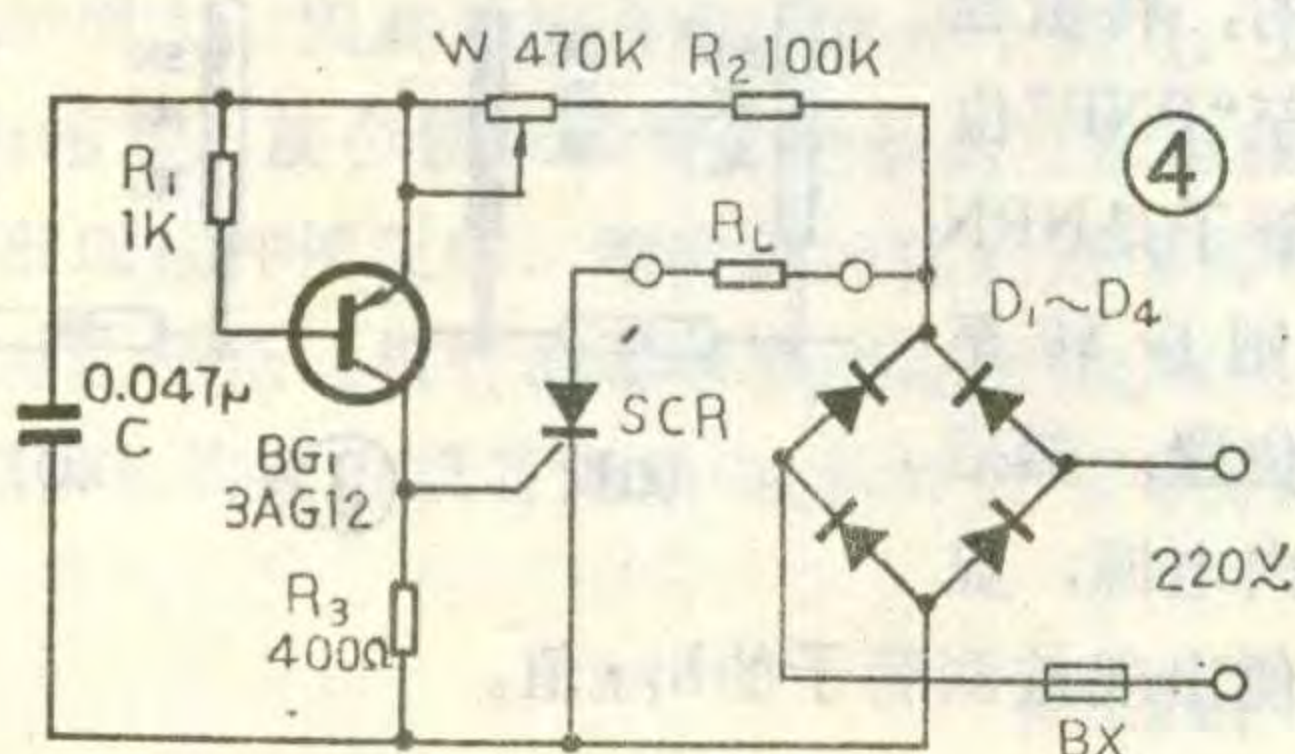 W 470K R₂ 100K
④
R₁
1K
R_L
D₁~D₄
0.047μ
C
SCR
BG₁
3AG12
220V~
R₃
400Ω
BX